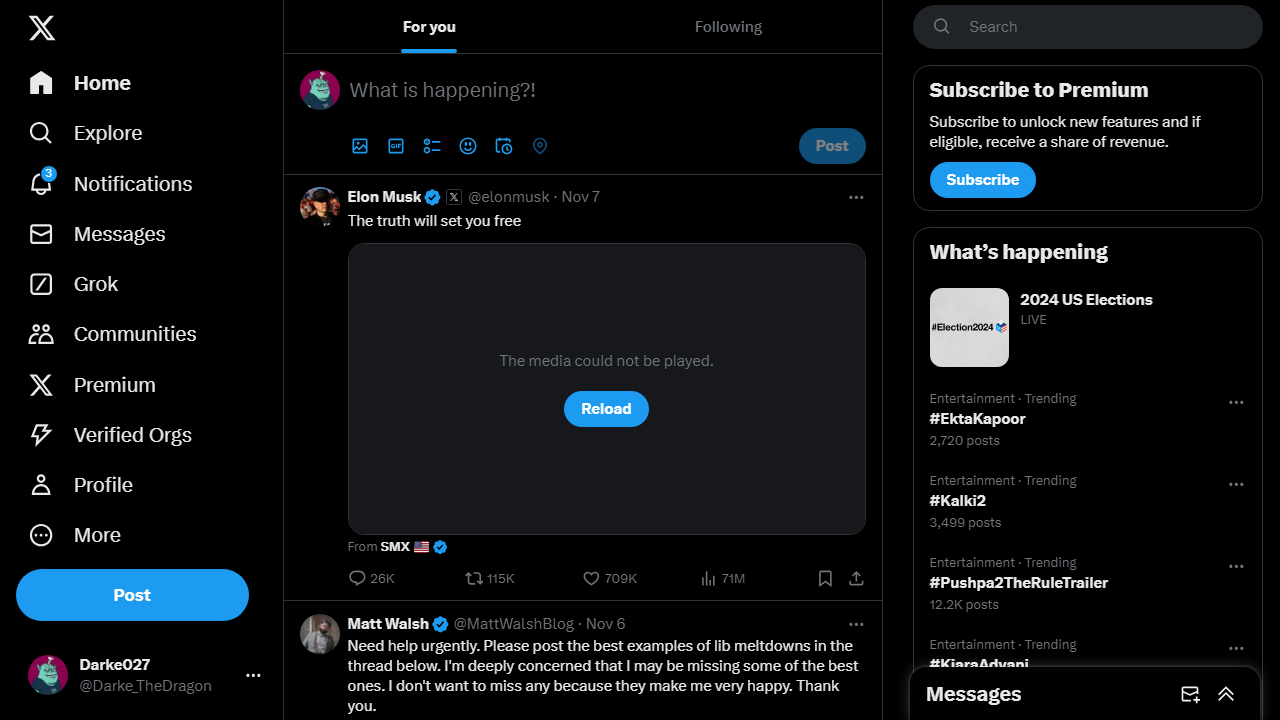 Home
Explore
3
Notifications
Messages
Grok
Communities
Premium
Verified Orgs
Profile
More
Post
Darke027
@Darke_TheDragon
For you
Following
What is happening?!
GIF
Post
Elon Musk @elonmusk · Nov 7
The truth will set you free
The media could not be played.
Reload
From SMX 🇺🇸
26K 115K 709K 71M
Matt Walsh @MattWalshBlog · Nov 6
Need help urgently. Please post the best examples of lib meltdowns in the
thread below. I'm deeply concerned that I may be missing some of the best
ones. I don't want to miss any because they make me very happy. Thank
you.
Search
Subscribe to Premium
Subscribe to unlock new features and if
eligible, receive a share of revenue.
Subscribe
What's happening
#Election2024
2024 US Elections
LIVE
Entertainment · Trending
#EktaKapoor
2,720 posts
Entertainment · Trending
#Kalki2
3,499 posts
Entertainment · Trending
#Pushpa2TheRuleTrailer
12.2K posts
Entertainment · Trending
#KiaraAdvani
Messages